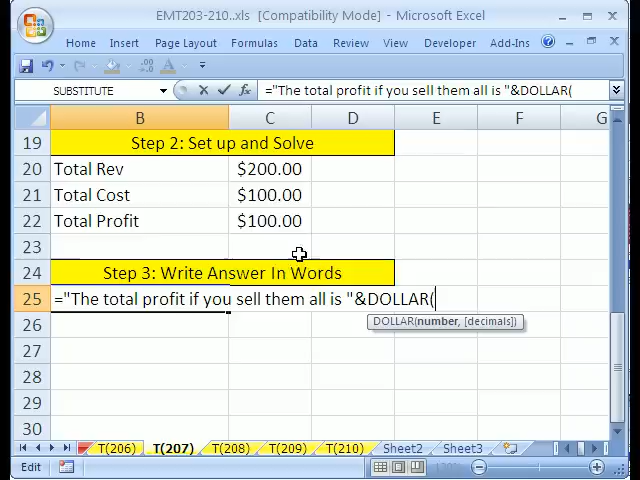 EMT203-210..xls [Compatibility Mode] - Microsoft Excel
Home Insert Page Layout Formulas Data Review View Developer Add-Ins
SUBSTITUTE ="The total profit if you sell them all is "&DOLLAR(
B C D E F G
19 Step 2: Set up and Solve
20 Total Rev $200.00
21 Total Cost $100.00
22 Total Profit $100.00
23
24 Step 3: Write Answer In Words
25 ="The total profit if you sell them all is "&DOLLAR(
DOLLAR(number, [decimals])
26
27
28
29
30
T(206) T(207) T(208) T(209) T(210) Sheet2 Sheet3
Edit 130%